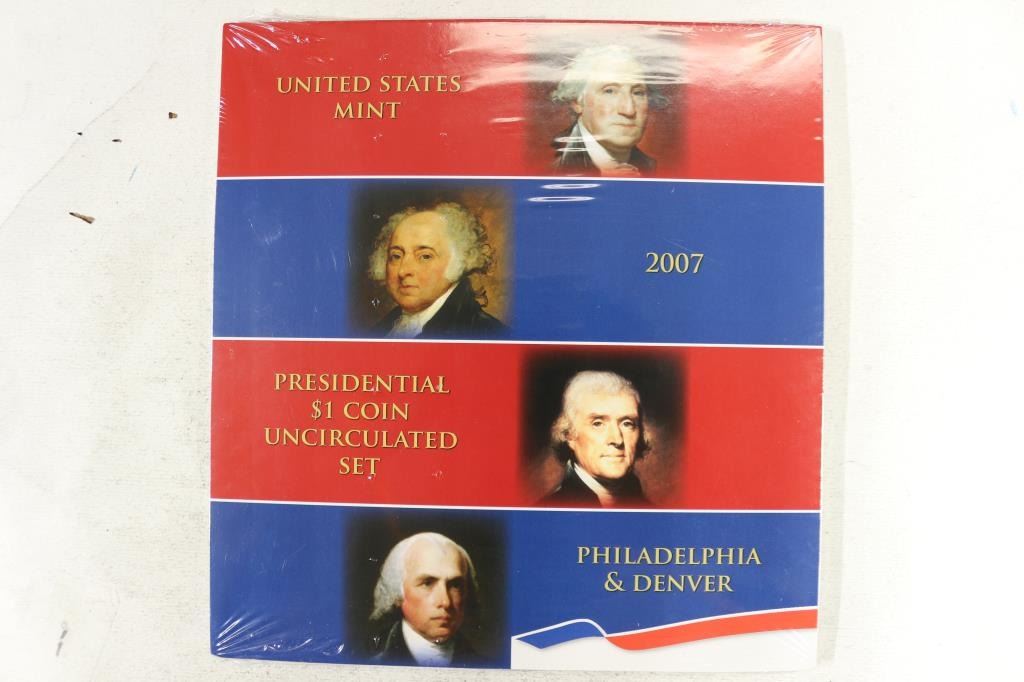 UNITED STATES
MINT
2007
PRESIDENTIAL
$1 COIN
UNCIRCULATED
SET
PHILADELPHIA
& DENVER